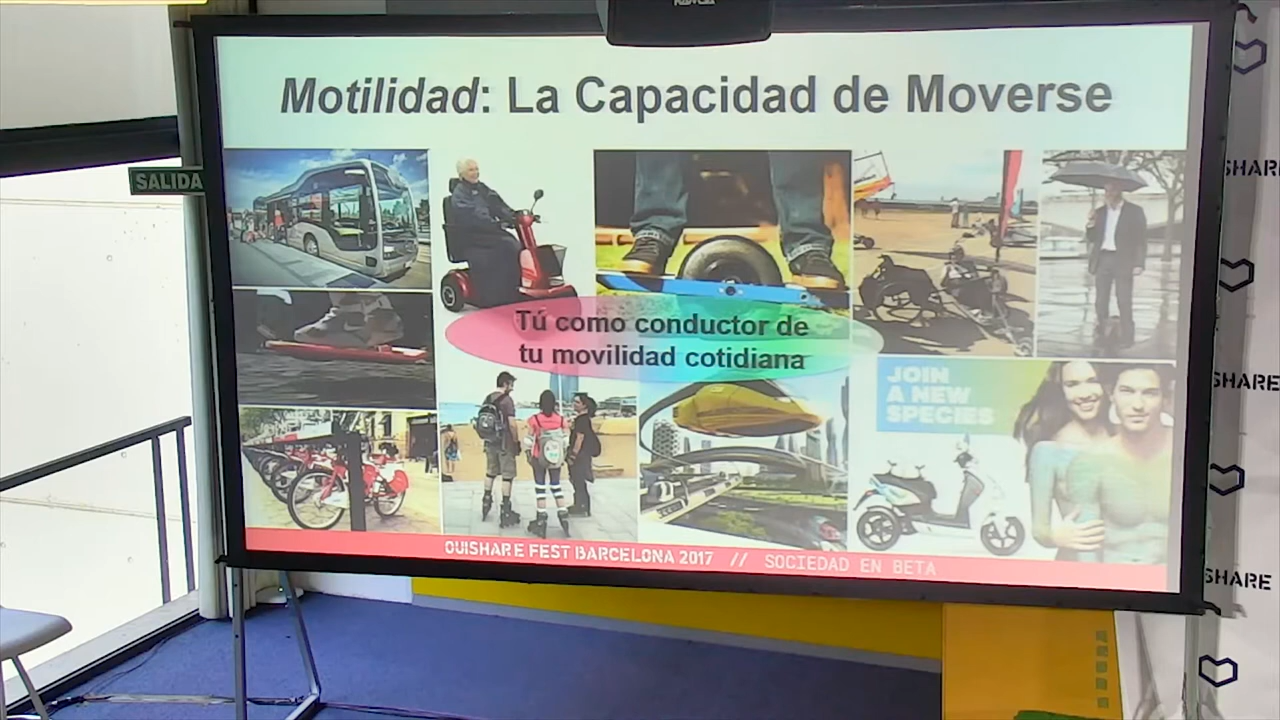 Motilidad: La Capacidad de Moverse
SALIDA
SHARE
Tú como conductor de
tu movilidad cotidiana
JOIN
A NEW
SPECIES
SHARE
OUISHARE FEST BARCELONA 2017 // SOCIEDAD EN BETA
SHARE